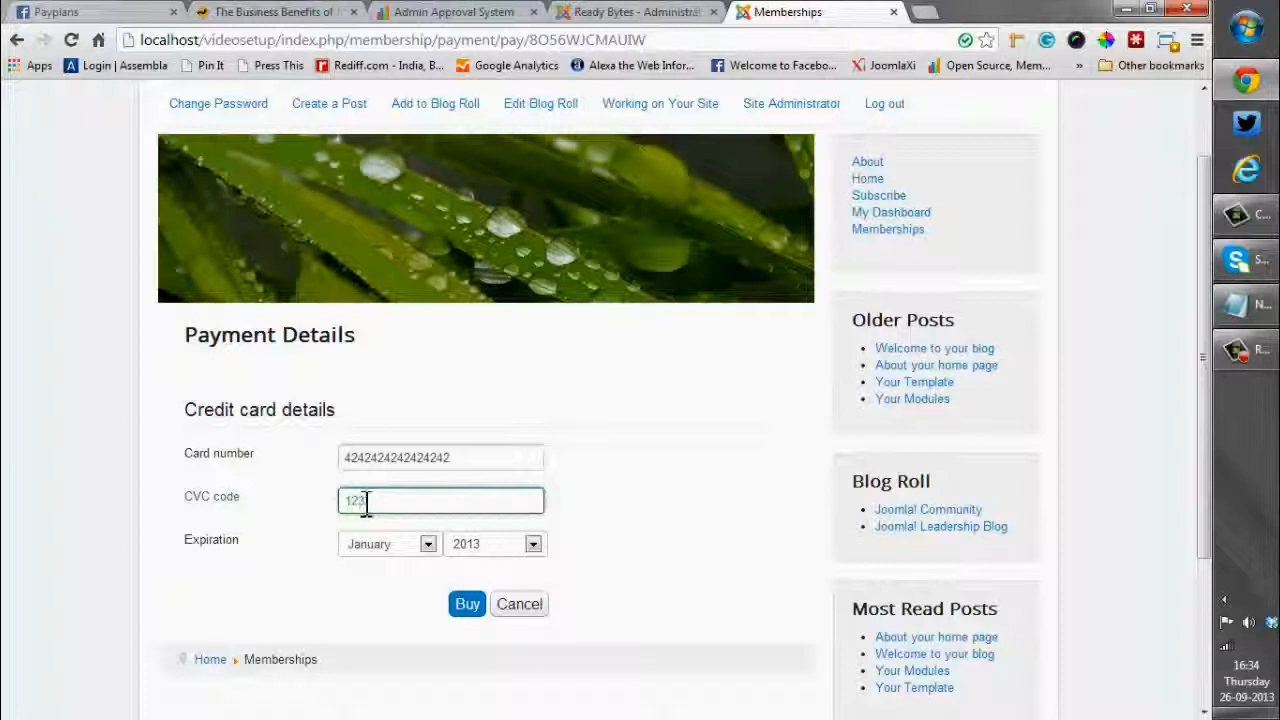 Payplans
The Business Benefits of
Admin Approval System
Ready Bytes - Administra
Memberships
localhost/videosetup/index.php/membership/payment/pay/8O56WJCMAUIW
Apps
Login | Assembla
Pin It
Press This
Rediff.com - India, B...
Google Analytics
Alexa the Web Infor...
Welcome to Facebo...
JoomlaXi
Open Source, Mem...
»
Other bookmarks
Change Password
Create a Post
Add to Blog Roll
Edit Blog Roll
Working on Your Site
Site Administrator
Log out
About
Home
Subscribe
My Dashboard
Memberships
Payment Details
Credit card details
Card number
4242424242424242
CVC code
123
Expiration
January
2013
Buy
Cancel
Home
Memberships
Older Posts
Welcome to your blog
About your home page
Your Template
Your Modules
Blog Roll
Joomla! Community
Joomla! Leadership Blog
Most Read Posts
About your home page
Welcome to your blog
Your Modules
Your Template
C...
S...
N...
R...
16:34
Thursday
26-09-2013